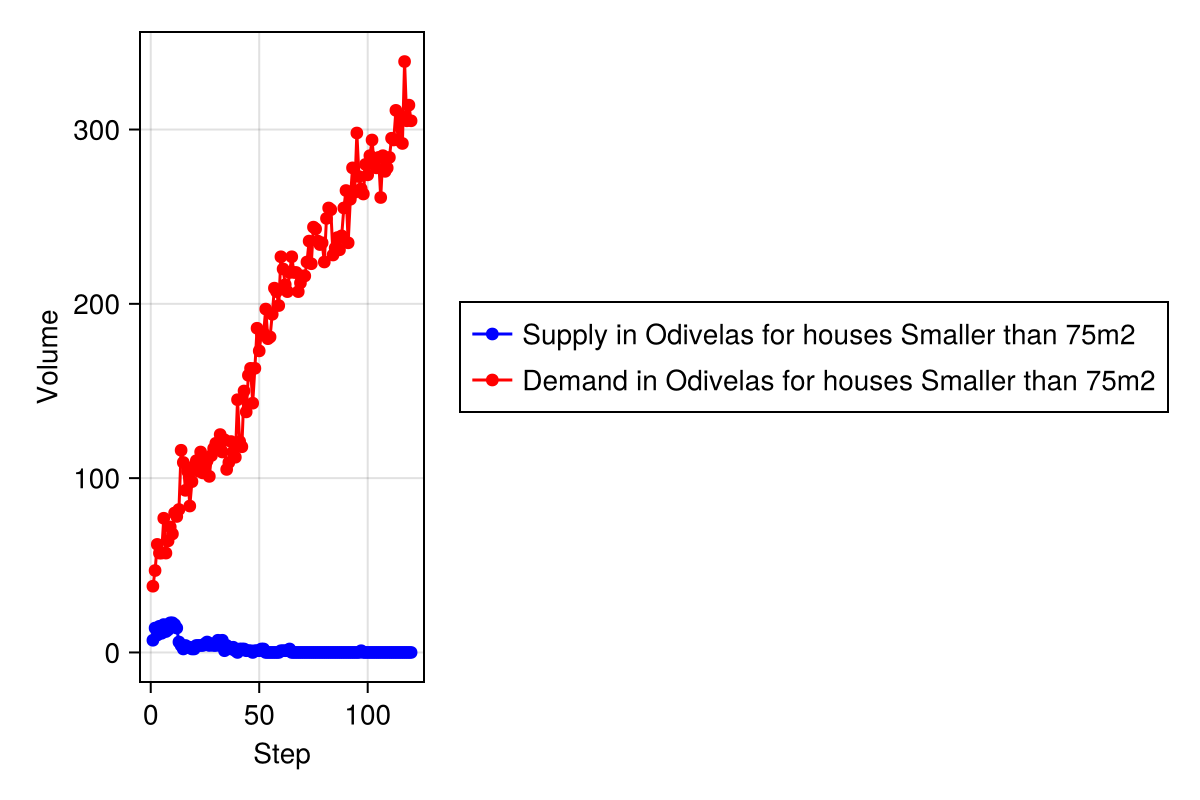 300
200
100
0
Volume
0 50 100
Step
Supply in Odivelas for houses Smaller than 75m2
Demand in Odivelas for houses Smaller than 75m2